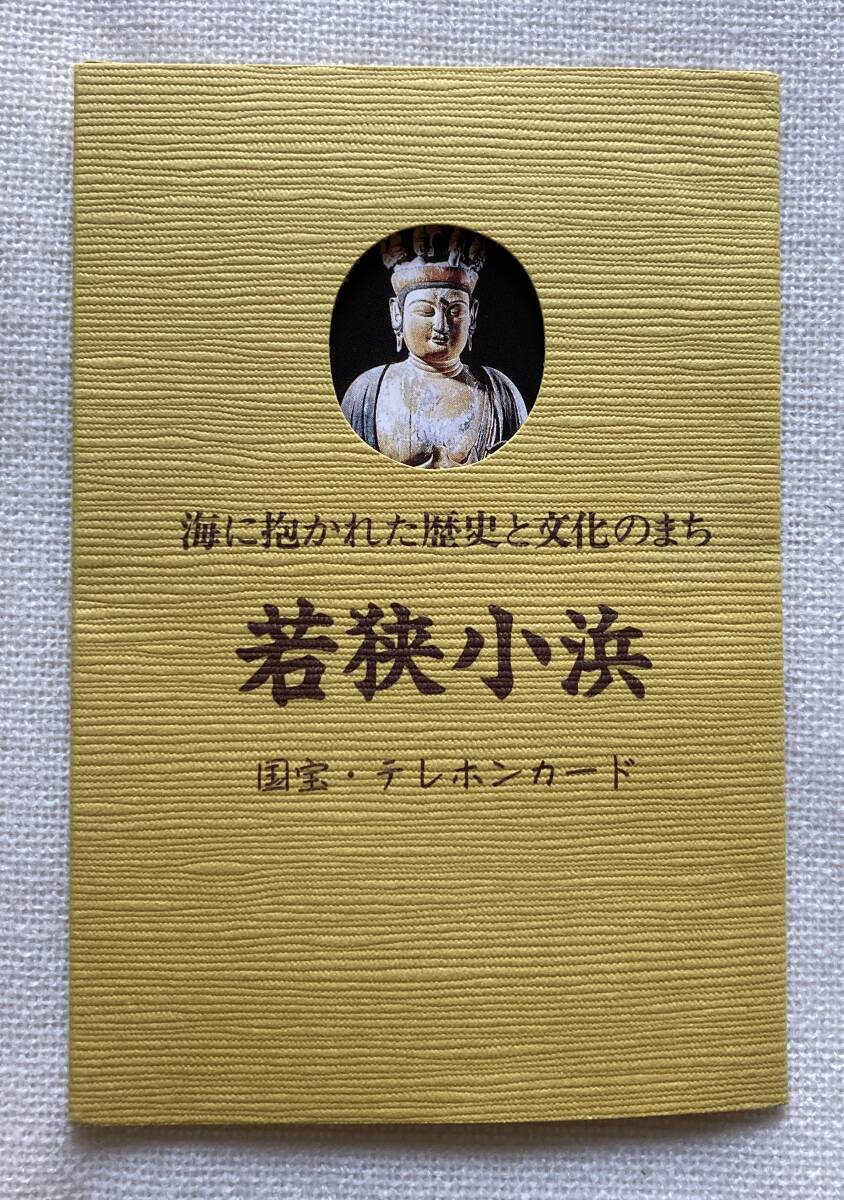 海に抱かれた歴史と文化のまち
若狭小浜
国宝・テレホンカード